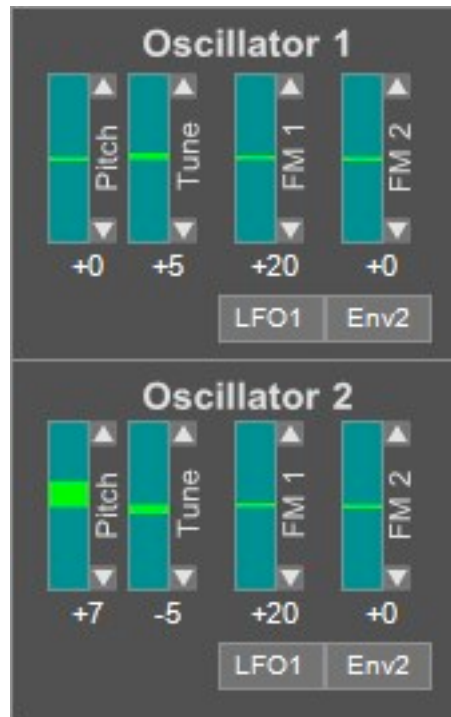 Oscillator 1
Pitch Tune FM 1 FM 2
+0 +5 +20 +0
LFO1 Env2
Oscillator 2
Pitch Tune FM 1 FM 2
+7 -5 +20 +0
LFO1 Env2